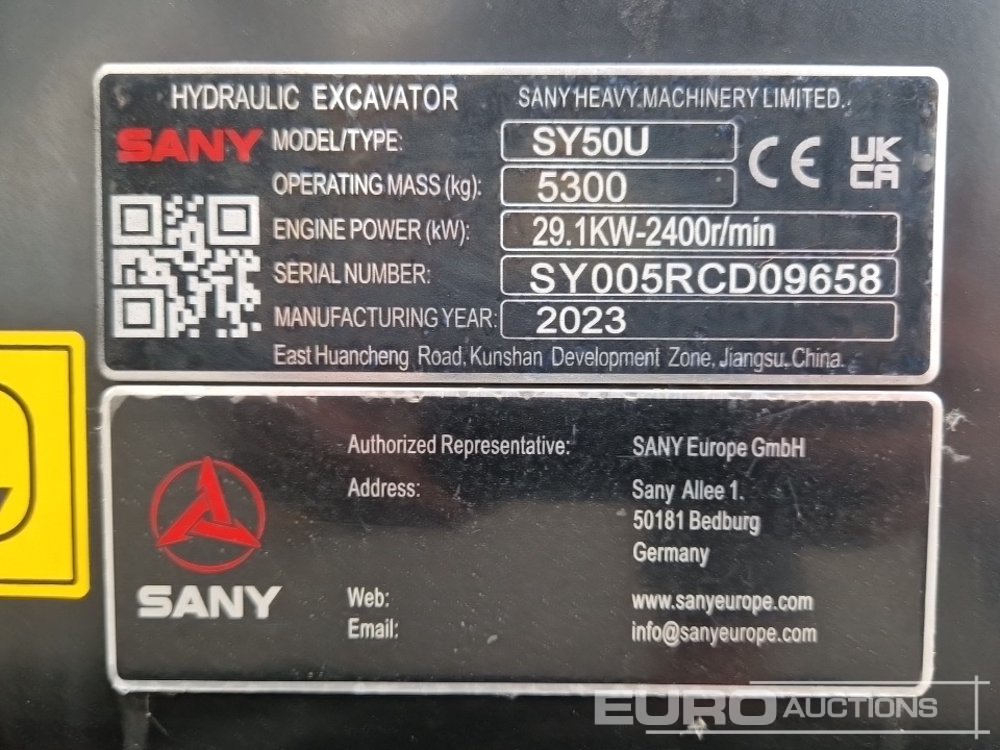 HYDRAULIC EXCAVATOR SANY HEAVY MACHINERY LIMITED.
SANY MODEL/TYPE: SY50U CE UK CA
OPERATING MASS (kg): 5300
ENGINE POWER (kW): 29.1KW-2400r/min
SERIAL NUMBER: SY005RCD09658
MANUFACTURING YEAR: 2023
East Huancheng Road, Kunshan Development Zone, Jiangsu, China.
Authorized Representative: SANY Europe GmbH
Address: Sany Allee 1.
50181 Bedburg
Germany
SANY
Web: www.sanyeurope.com
Email: info@sanyeurope.com
EUROAUCTIONS